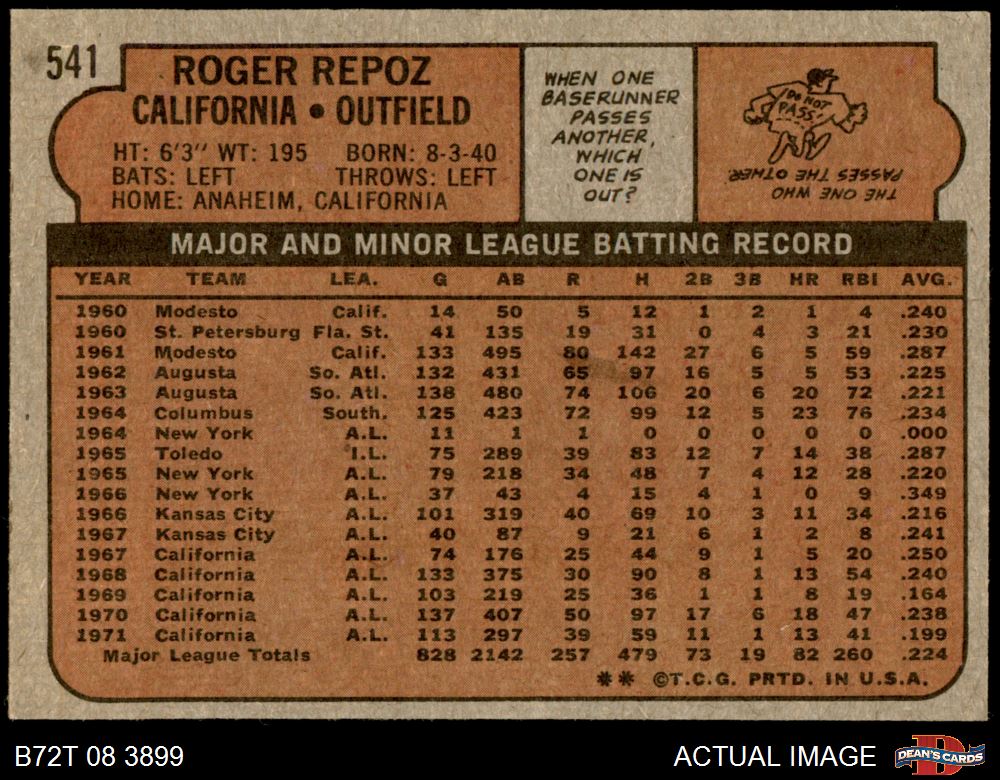 541
ROGER REPOZ
CALIFORNIA • OUTFIELD
HT: 6'3" WT: 195 BORN: 8-3-40
BATS: LEFT THROWS: LEFT
HOME: ANAHEIM, CALIFORNIA
WHEN ONE
BASERUNNER
PASSES
ANOTHER,
WHICH
ONE IS
OUT?
DO NOT
PASS
THE ONE WHO
PASSES THE OTHER
MAJOR AND MINOR LEAGUE BATTING RECORD
YEAR TEAM LEA. G AB R H 2B 3B HR RBI AVG.
1960 Modesto Calif. 14 50 5 12 1 2 1 4 .240
1960 St. Petersburg Fla. St. 41 135 19 31 0 4 3 21 .230
1961 Modesto Calif. 133 495 80 142 27 6 5 59 .287
1962 Augusta So. Atl. 132 431 65 97 16 5 5 53 .225
1963 Augusta So. Atl. 138 480 74 106 20 6 20 72 .221
1964 Columbus South. 125 423 72 99 12 5 23 76 .234
1964 New York A.L. 11 1 1 0 0 0 0 0 .000
1965 Toledo I.L. 75 289 39 83 12 7 14 38 .287
1965 New York A.L. 79 218 34 48 7 4 12 28 .220
1966 New York A.L. 37 43 4 15 4 1 0 9 .349
1966 Kansas City A.L. 101 319 40 69 10 3 11 34 .216
1967 Kansas City A.L. 40 87 9 21 6 1 2 8 .241
1967 California A.L. 74 176 25 44 9 1 5 20 .250
1968 California A.L. 133 375 30 90 8 1 13 54 .240
1969 California A.L. 103 219 25 36 1 1 8 19 .164
1970 California A.L. 137 407 50 97 17 6 18 47 .238
1971 California A.L. 113 297 39 59 11 1 13 41 .199
Major League Totals 828 2142 257 479 73 19 82 260 .224
** ©T.C.G. PRTD. IN U.S.A.
B72T 08 3899
ACTUAL IMAGE
DEAN'S CARDS